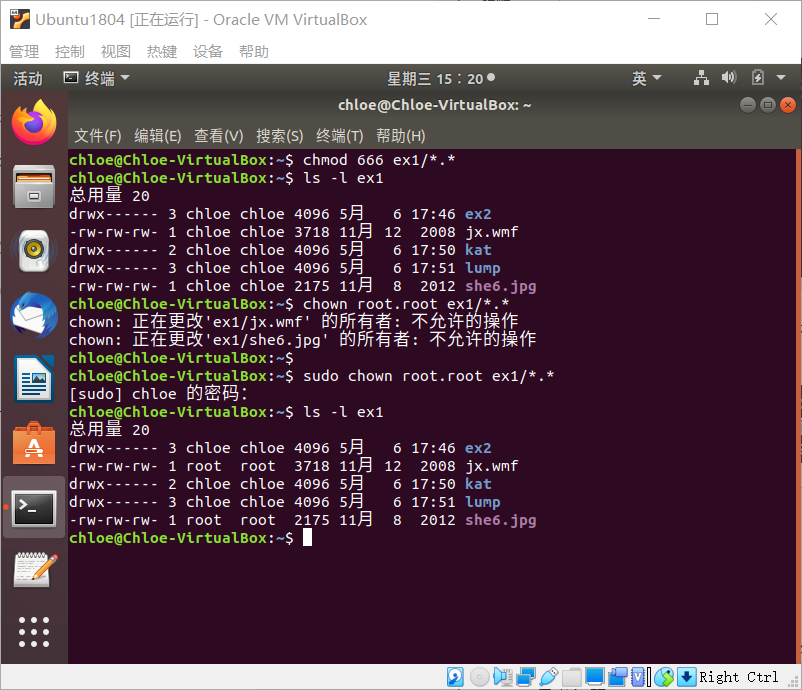 Ubuntu1804 [正在运行] - Oracle VM VirtualBox
管理 控制 视图 热键 设备 帮助
活动 终端 星期三 15：20 英
chloe@Chloe-VirtualBox: ~
文件(F) 编辑(E) 查看(V) 搜索(S) 终端(T) 帮助(H)
chloe@Chloe-VirtualBox:~$ chmod 666 ex1/*.*
chloe@Chloe-VirtualBox:~$ ls -l ex1
总用量 20
drwx------ 3 chloe chloe 4096 5月   6 17:46 ex2
-rw-rw-rw- 1 chloe chloe 3718 11月 12  2008 jx.wmf
drwx------ 2 chloe chloe 4096 5月   6 17:50 kat
drwx------ 3 chloe chloe 4096 5月   6 17:51 lump
-rw-rw-rw- 1 chloe chloe 2175 11月  8  2012 she6.jpg
chloe@Chloe-VirtualBox:~$ chown root.root ex1/*.*
chown: 正在更改'ex1/jx.wmf' 的所有者: 不允许的操作
chown: 正在更改'ex1/she6.jpg' 的所有者: 不允许的操作
chloe@Chloe-VirtualBox:~$
chloe@Chloe-VirtualBox:~$ sudo chown root.root ex1/*.*
[sudo] chloe 的密码：
chloe@Chloe-VirtualBox:~$ ls -l ex1
总用量 20
drwx------ 3 chloe chloe 4096 5月   6 17:46 ex2
-rw-rw-rw- 1 root  root  3718 11月 12  2008 jx.wmf
drwx------ 2 chloe chloe 4096 5月   6 17:50 kat
drwx------ 3 chloe chloe 4096 5月   6 17:51 lump
-rw-rw-rw- 1 root  root  2175 11月  8  2012 she6.jpg
chloe@Chloe-VirtualBox:~$
Right Ctrl